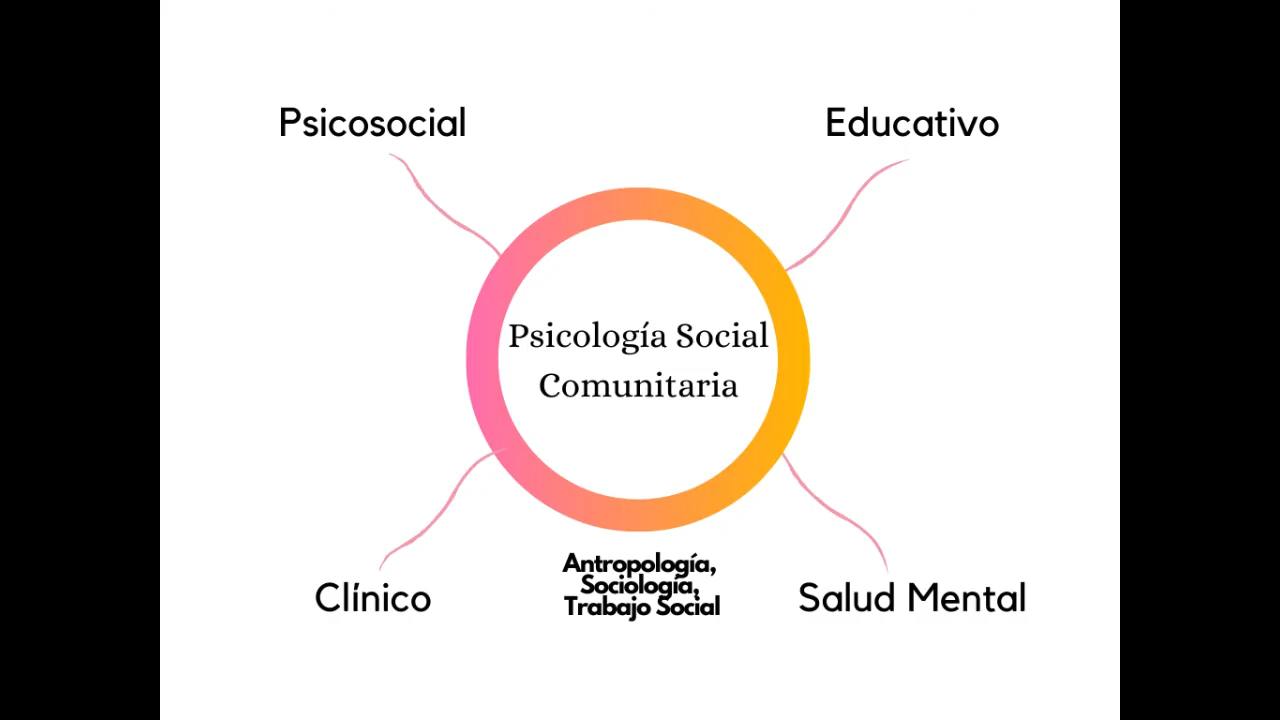 Psicosocial
Educativo
Psicología Social
Comunitaria
Antropología,
Sociología,
Trabajo Social
Clínico
Salud Mental